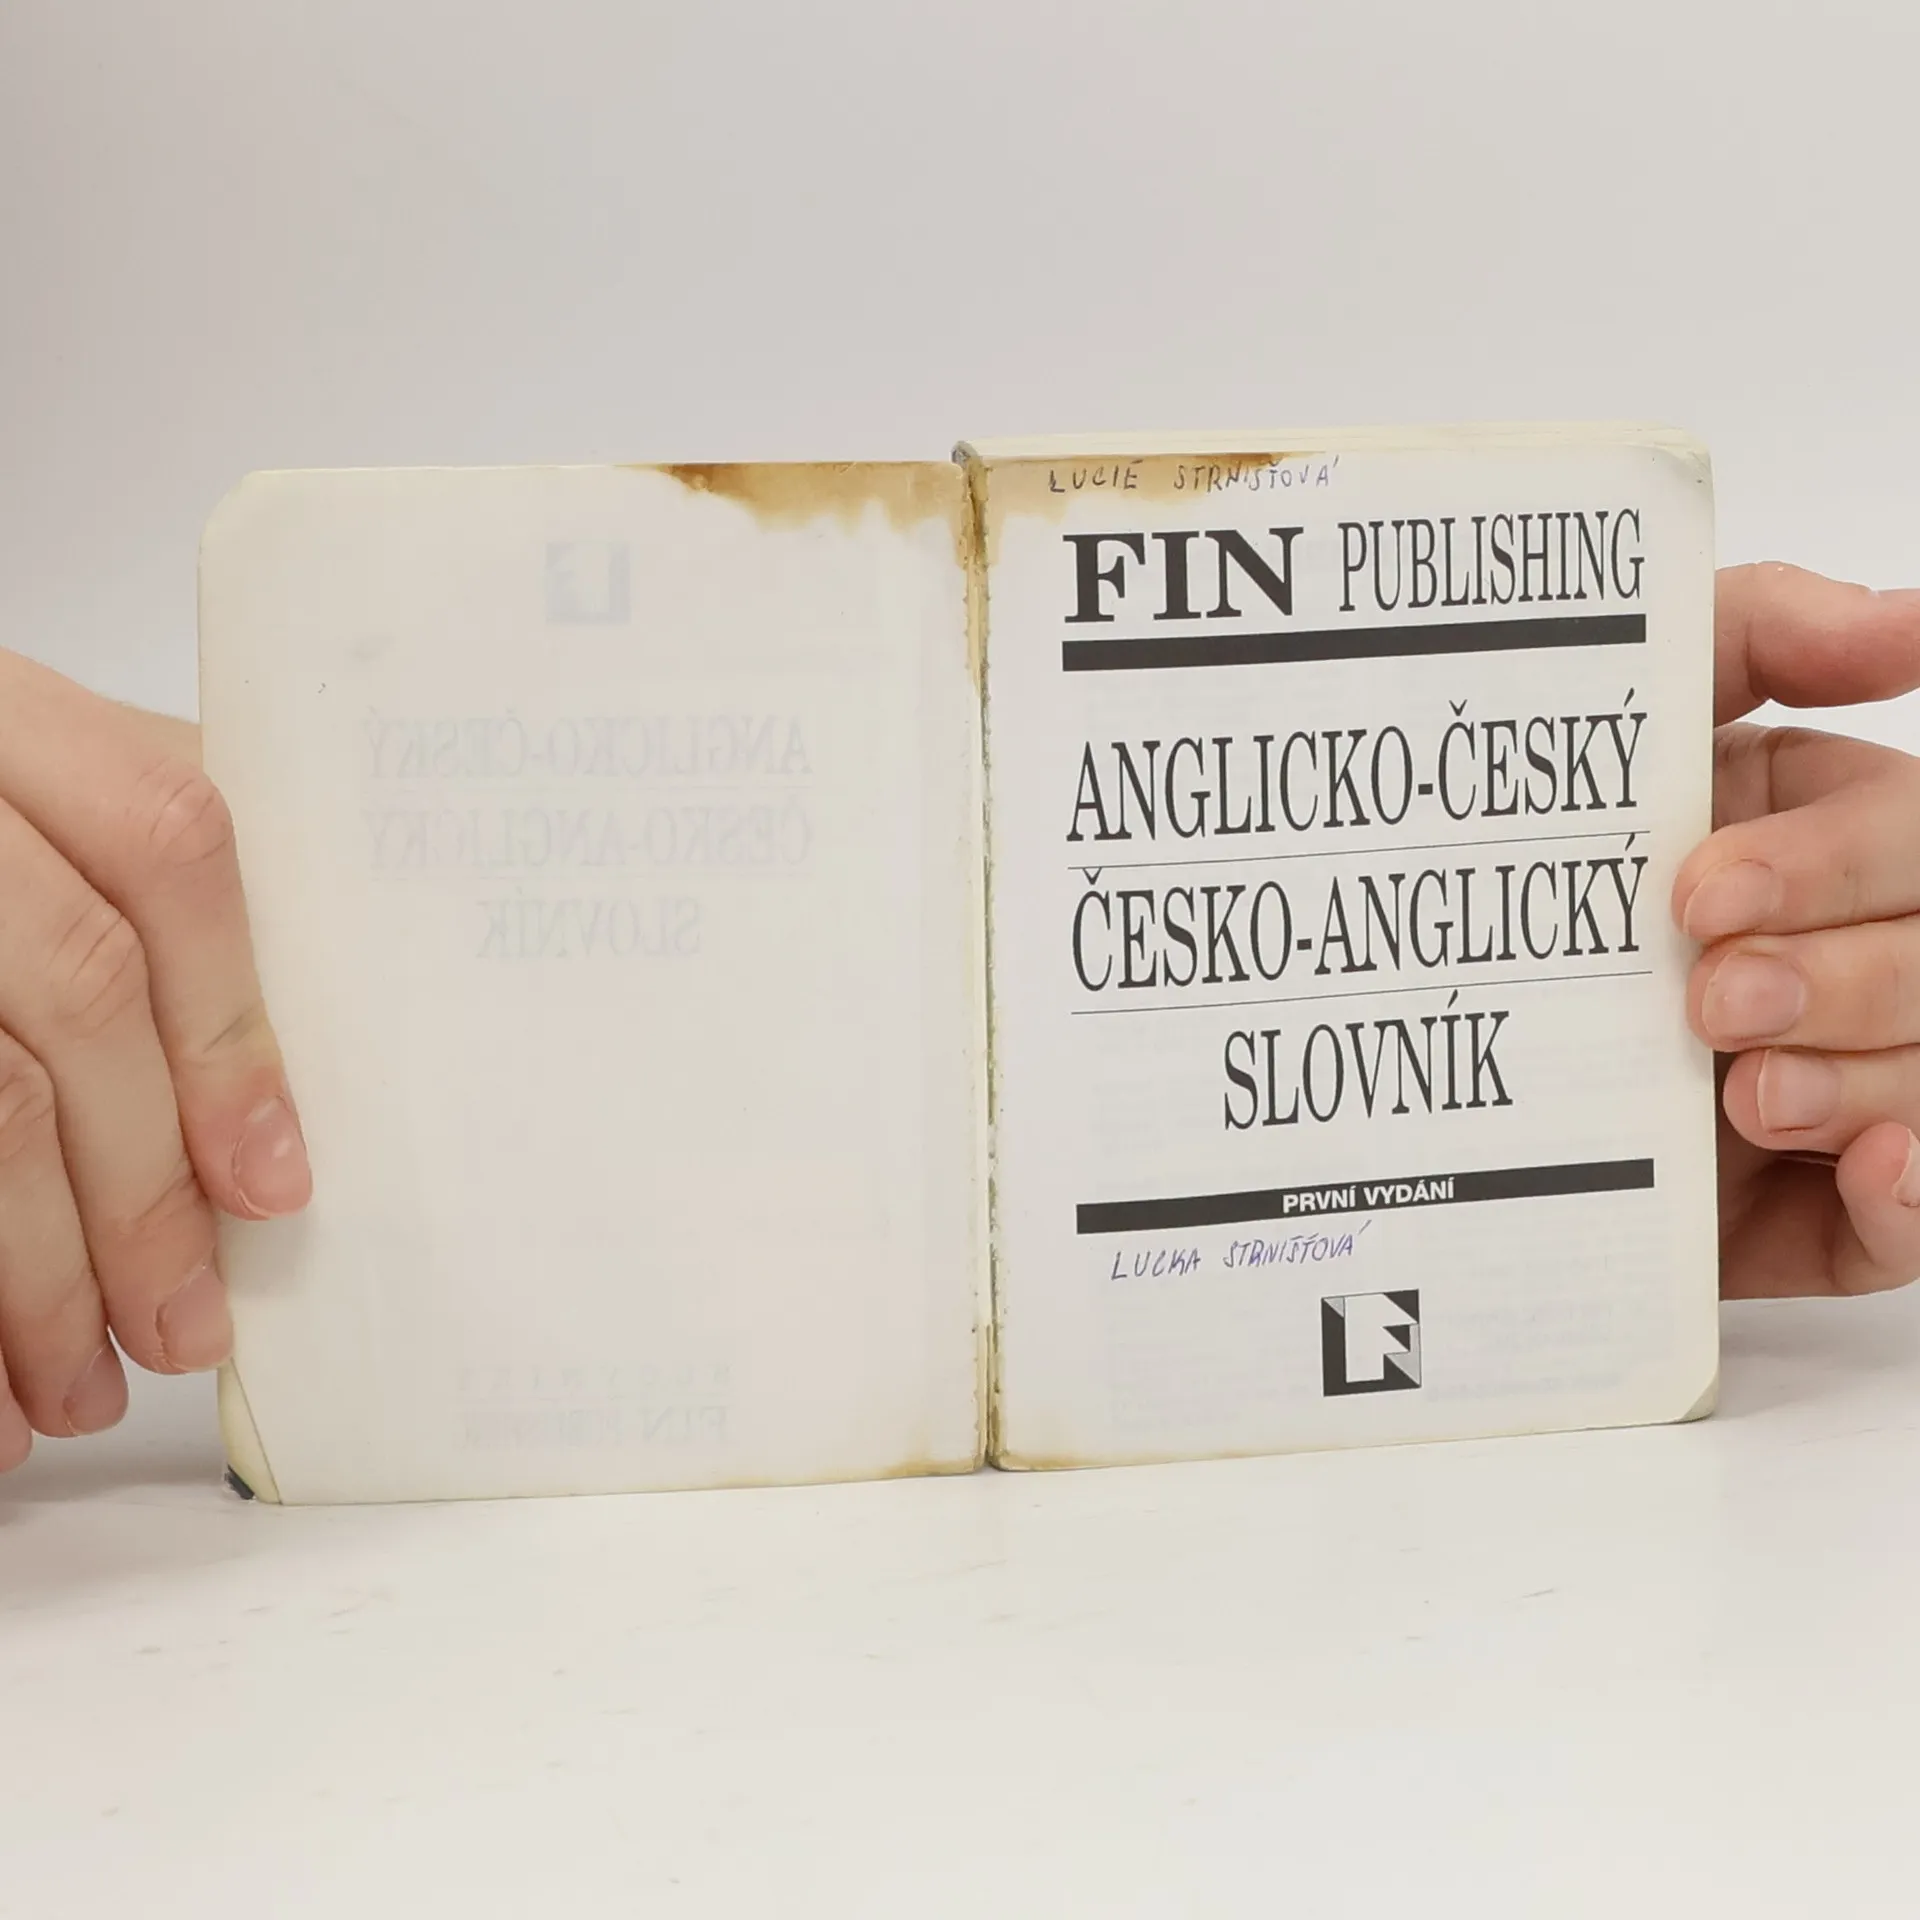 LUCIE STRNIŠŤOVÁ
FIN PUBLISHING
ANGLICKO-ČESKÝ
ČESKO-ANGLICKÝ
SLOVNÍK
PRVNÍ VYDÁNÍ
LUCKA STRNIŠŤOVÁ
F